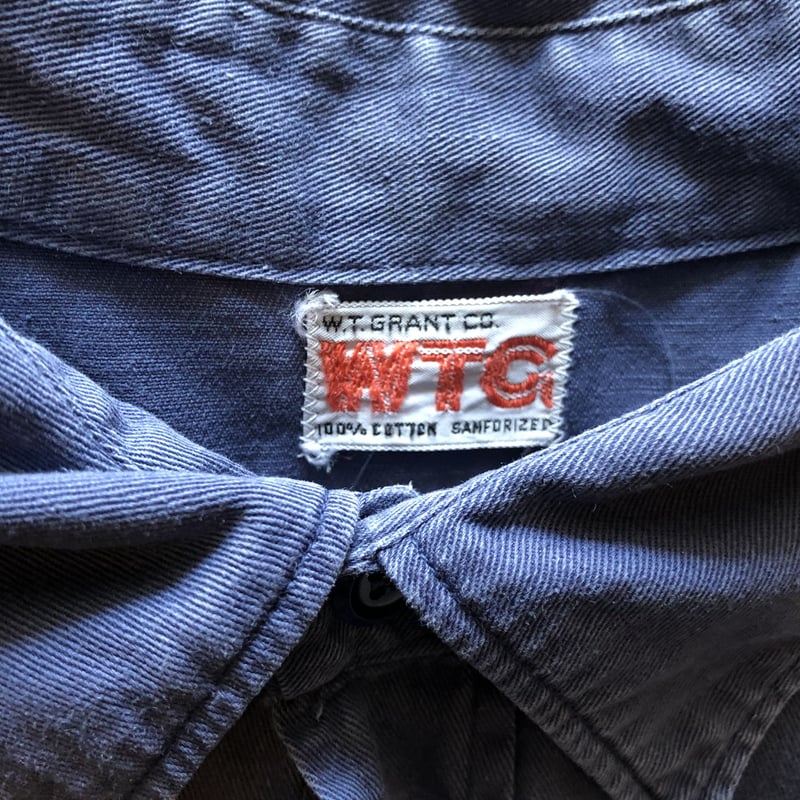 W.T. GRANT CO.
WTG
100% COTTON SANFORIZED